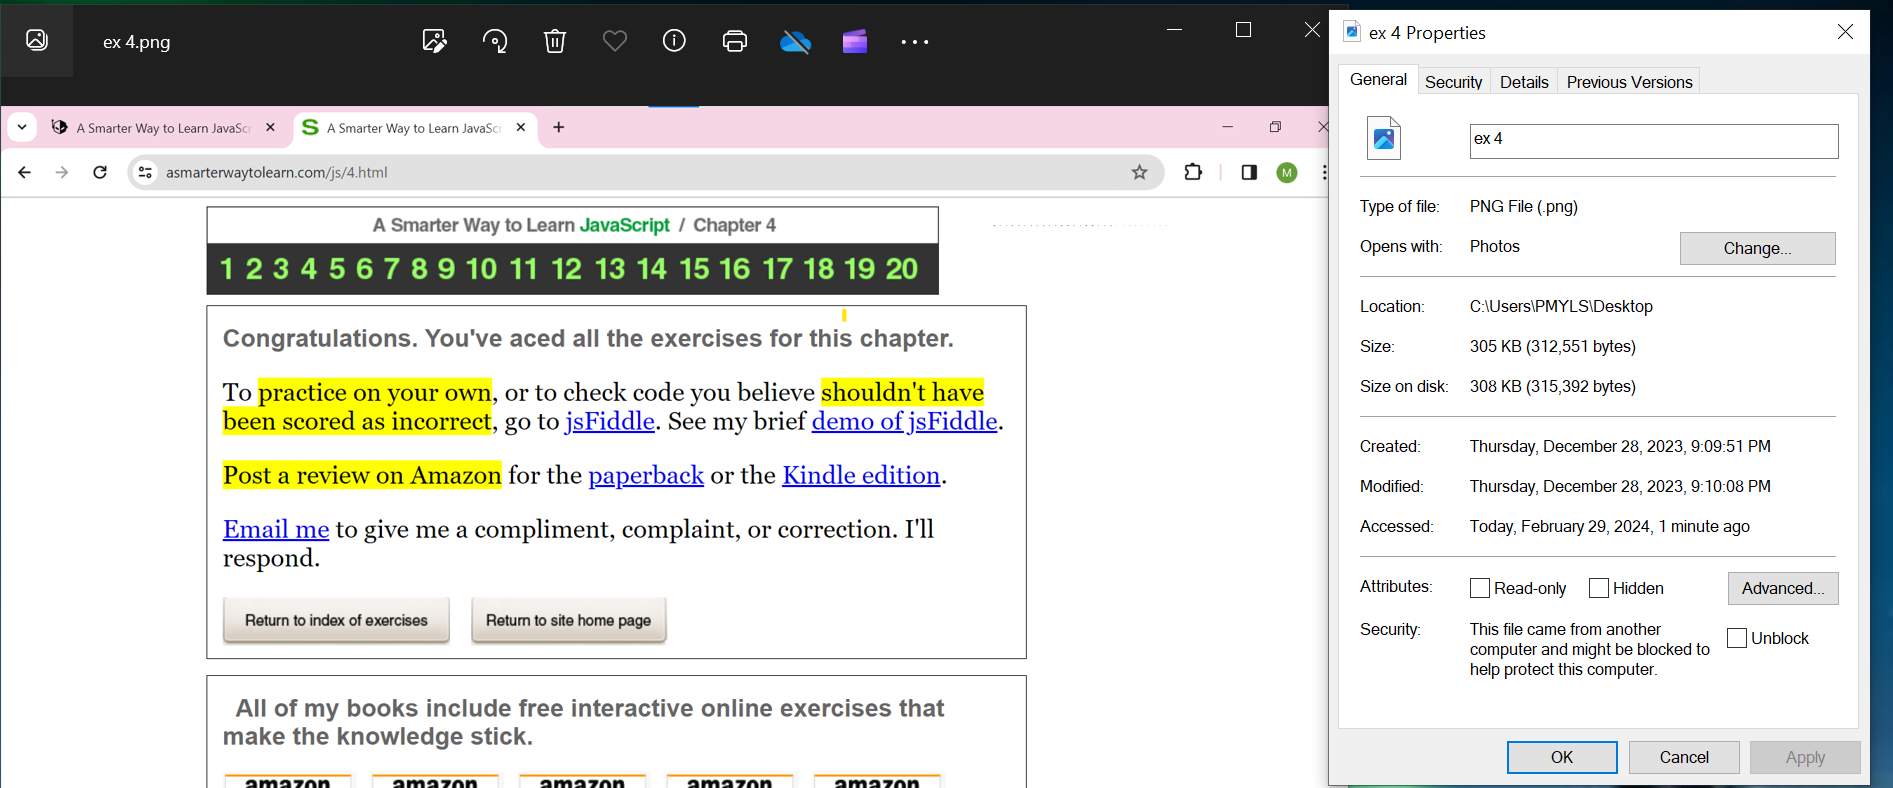 ex 4.png
A Smarter Way to Learn JavaSc
A Smarter Way to Learn JavaSc
asmarterwaytolearn.com/js/4.html
M
A Smarter Way to Learn JavaScript / Chapter 4
1 2 3 4 5 6 7 8 9 10 11 12 13 14 15 16 17 18 19 20
Congratulations. You've aced all the exercises for this chapter.
To practice on your own, or to check code you believe shouldn't have
been scored as incorrect, go to jsFiddle. See my brief demo of jsFiddle.
Post a review on Amazon for the paperback or the Kindle edition.
Email me to give me a compliment, complaint, or correction. I'll
respond.
Return to index of exercises
Return to site home page
All of my books include free interactive online exercises that
make the knowledge stick.
amazon amazon amazon amazon amazon
ex 4 Properties
General Security Details Previous Versions
ex 4
Type of file: PNG File (.png)
Opens with: Photos
Change...
Location: C:\Users\PMYLS\Desktop
Size: 305 KB (312,551 bytes)
Size on disk: 308 KB (315,392 bytes)
Created: Thursday, December 28, 2023, 9:09:51 PM
Modified: Thursday, December 28, 2023, 9:10:08 PM
Accessed: Today, February 29, 2024, 1 minute ago
Attributes: Read-only Hidden Advanced...
Security: This file came from another
computer and might be blocked to
help protect this computer.
Unblock
OK Cancel Apply